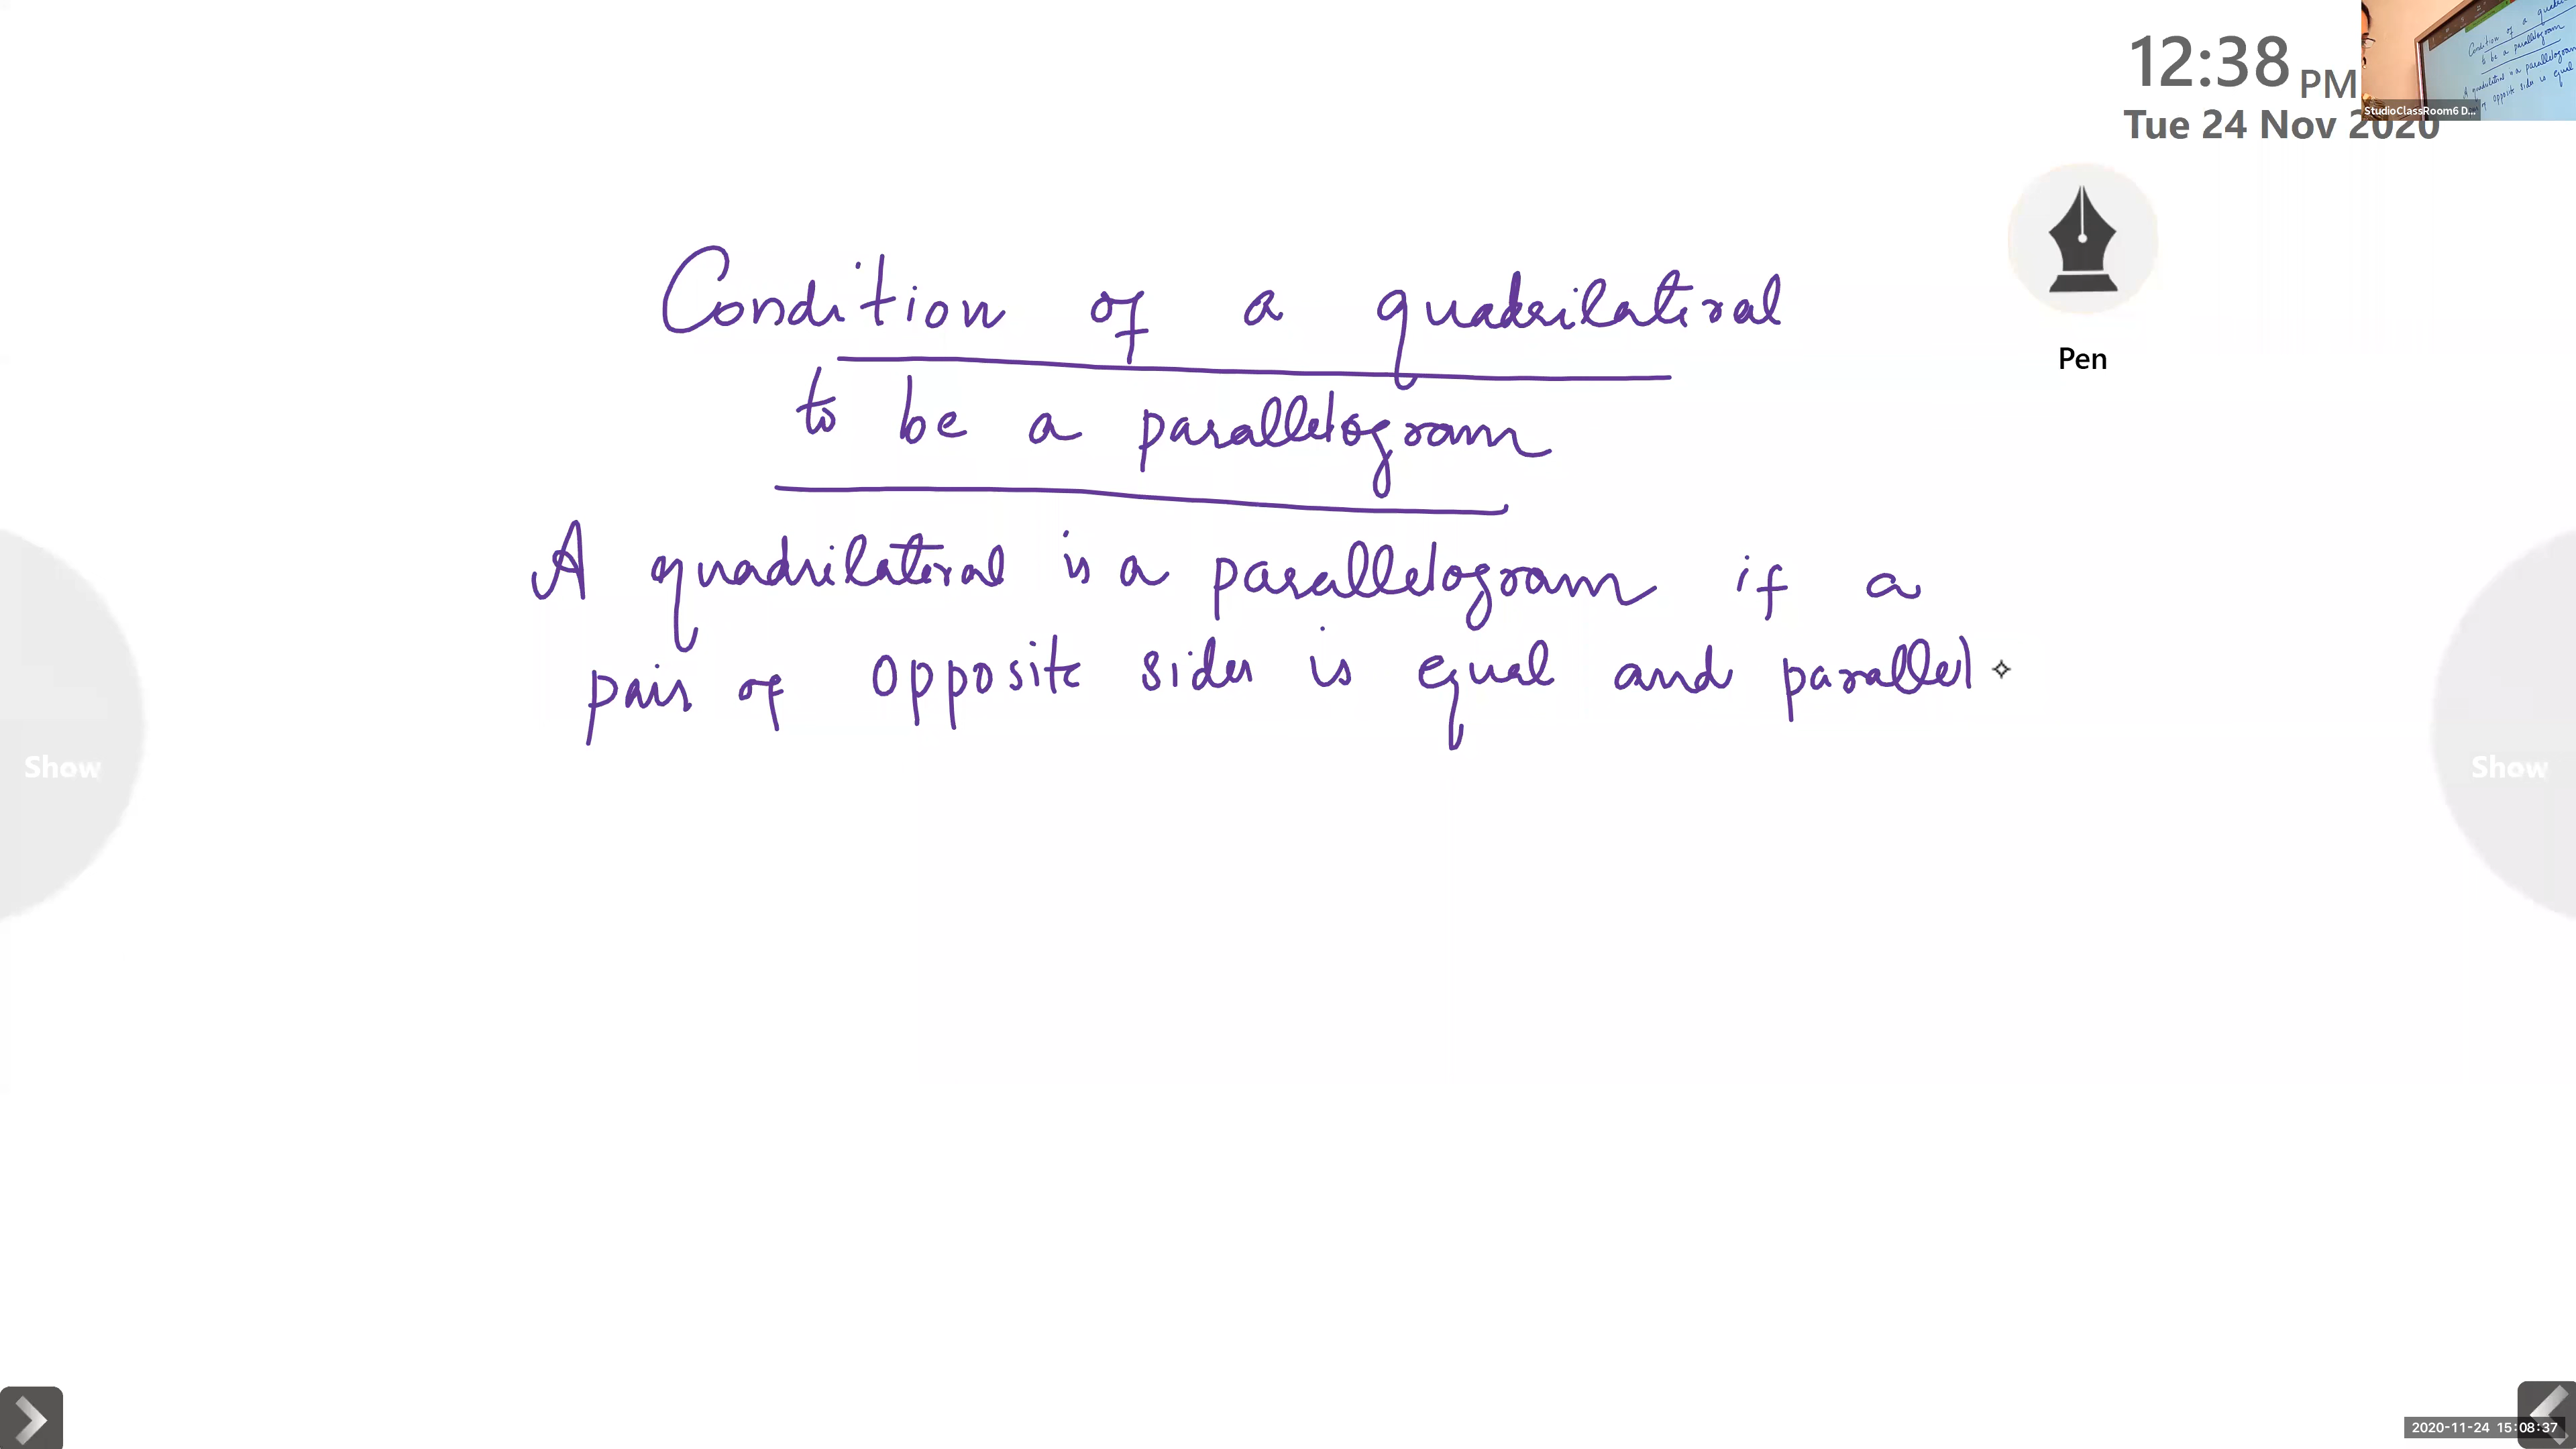 12:38 PM
Tue 24 Nov 2020
StudioClassRoom6 D...
Pen
Condition of a quadrilateral
to be a parallelogram
A quadrilateral is a parallelogram if a
pair of opposite sides is equal and parallel.
Show
Show
2020-11-24 15:08:37